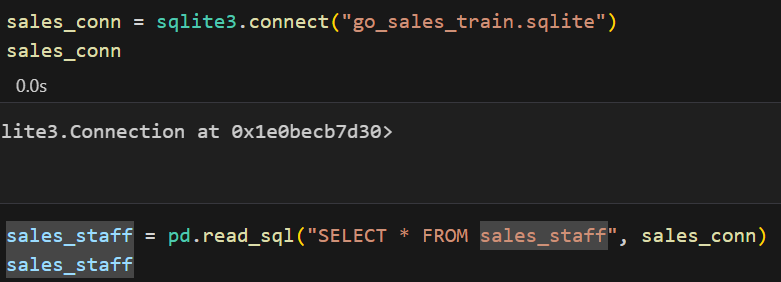 sales_conn = sqlite3.connect("go_sales_train.sqlite")
sales_conn
0.0s
lite3.Connection at 0x1e0becb7d30>
sales_staff = pd.read_sql("SELECT * FROM sales_staff", sales_conn)
sales_staff